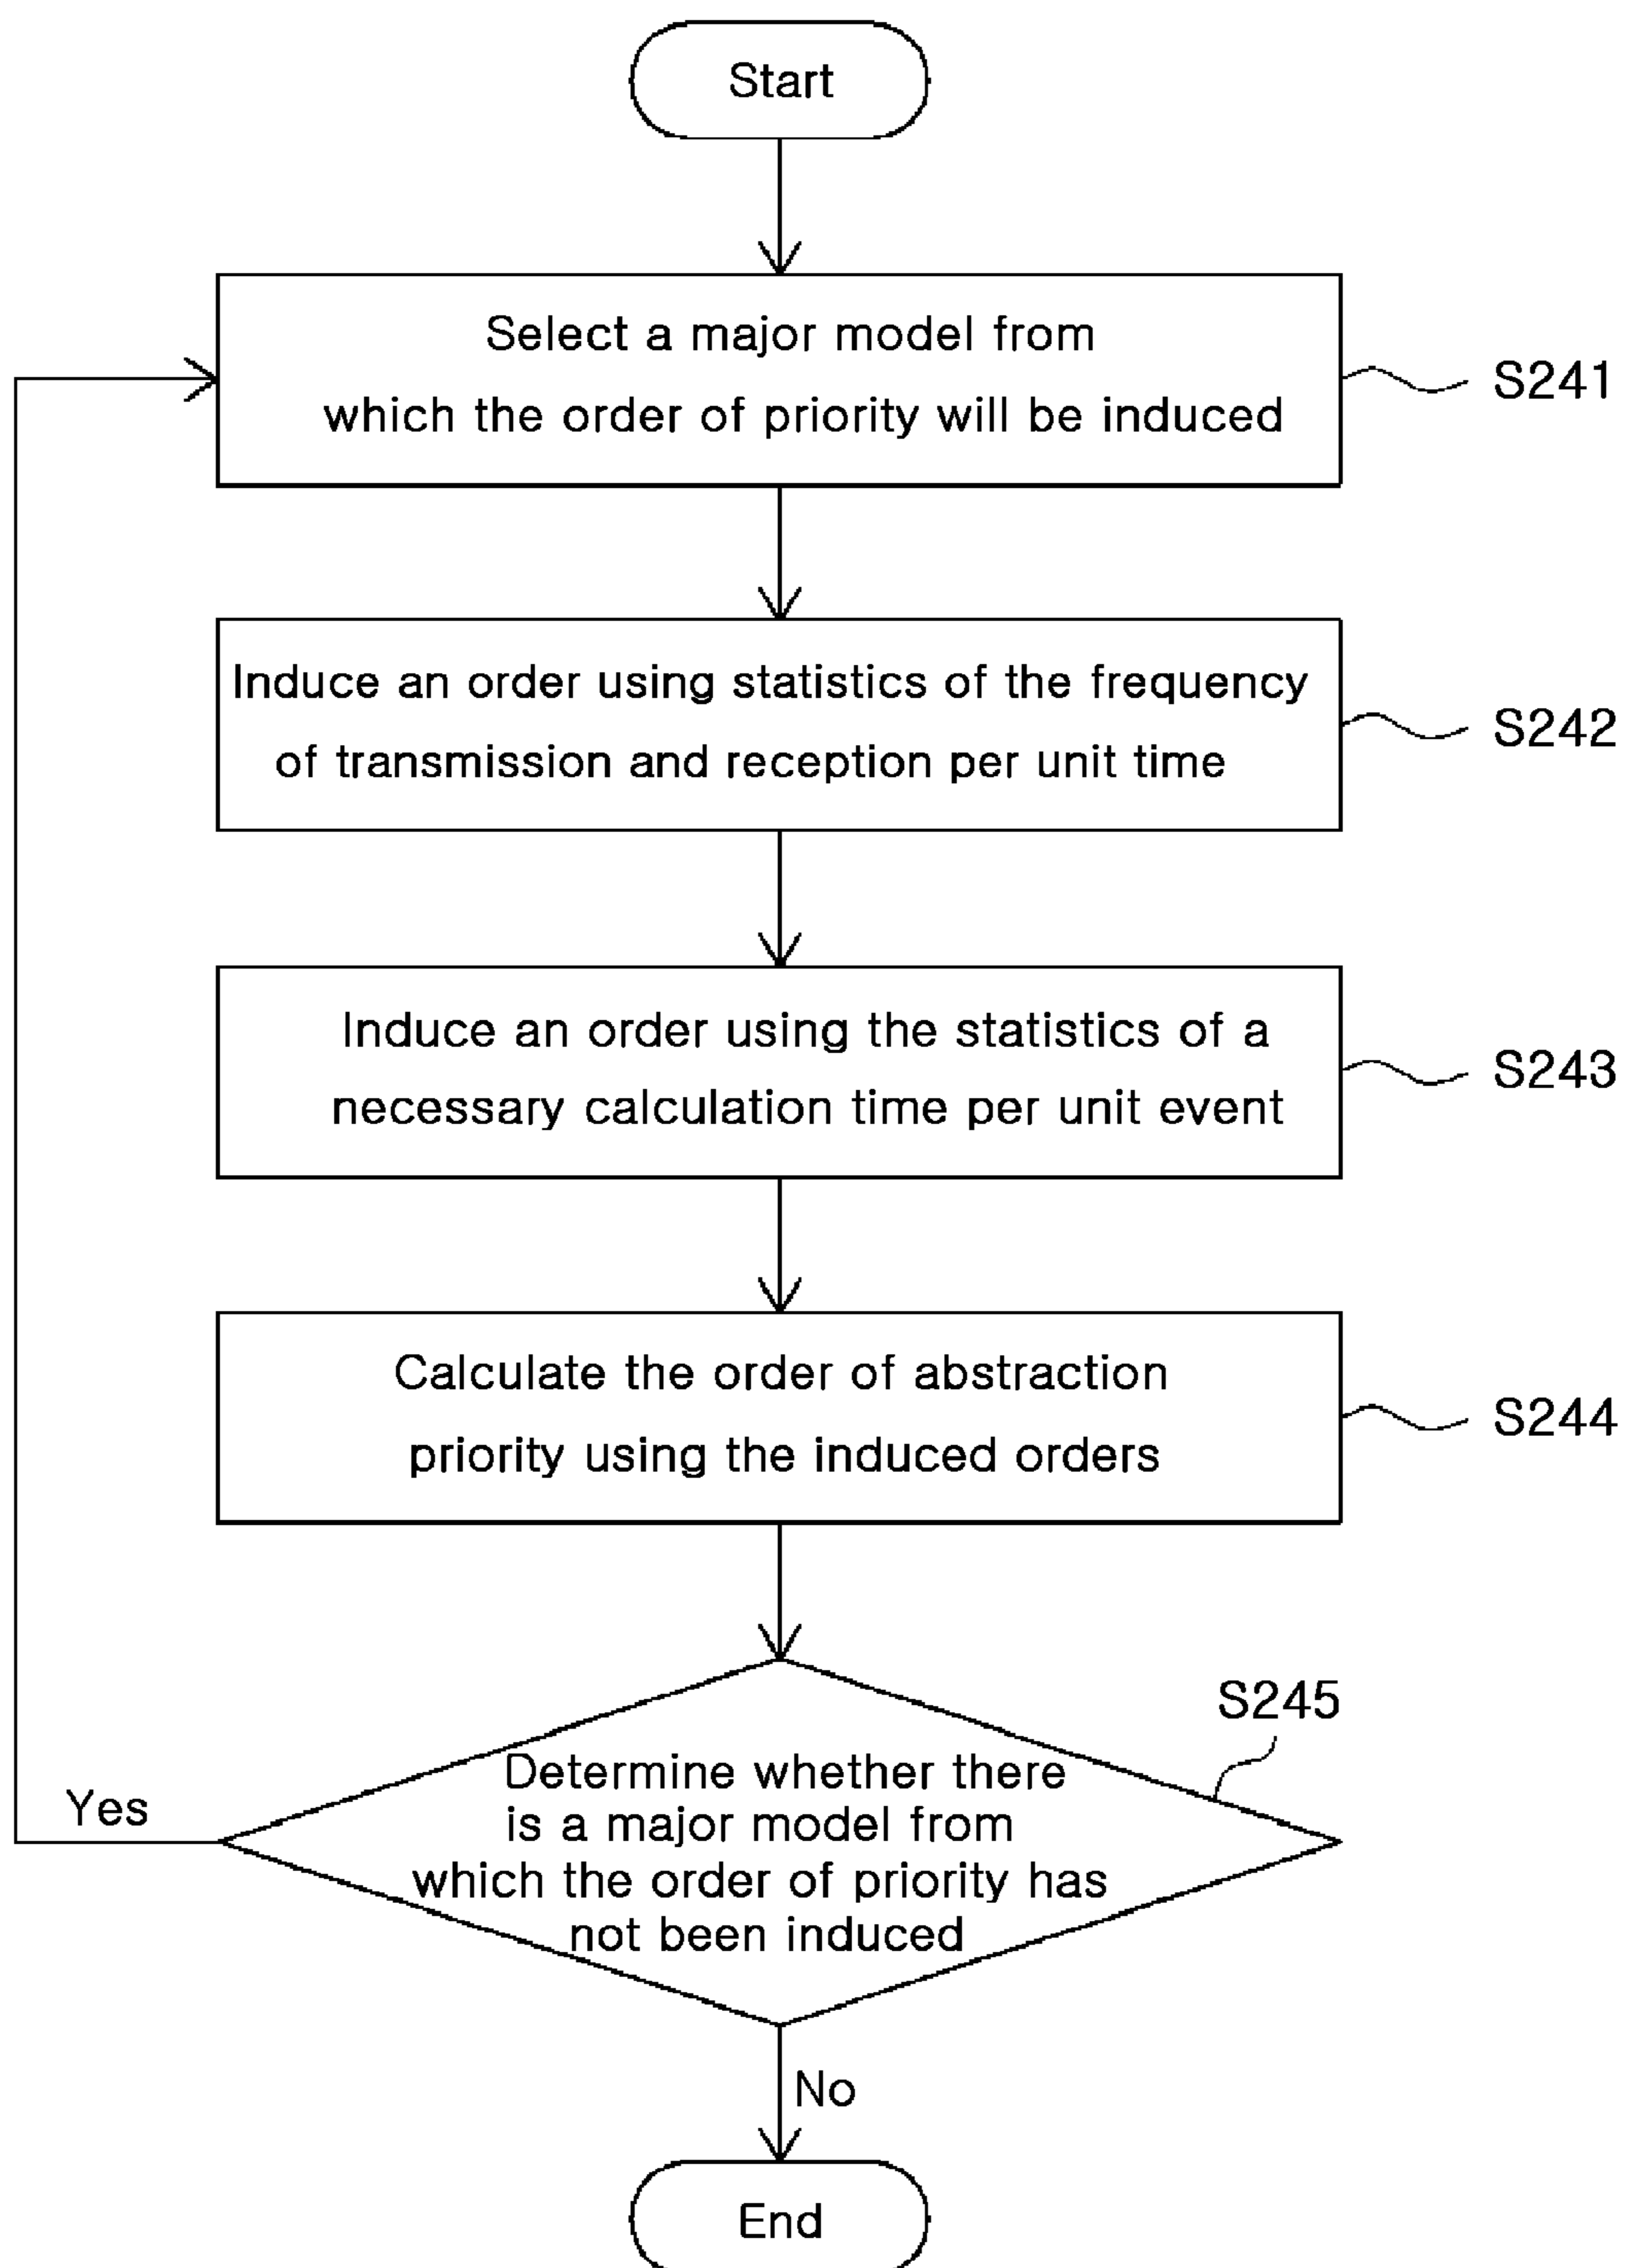 Start
Select a major model from
which the order of priority will be induced
S241
Induce an order using statistics of the frequency
of transmission and reception per unit time
S242
Induce an order using the statistics of a
necessary calculation time per unit event
S243
Calculate the order of abstraction
priority using the induced orders
S244
S245
Determine whether there
is a major model from
which the order of priority has
not been induced
Yes
No
End